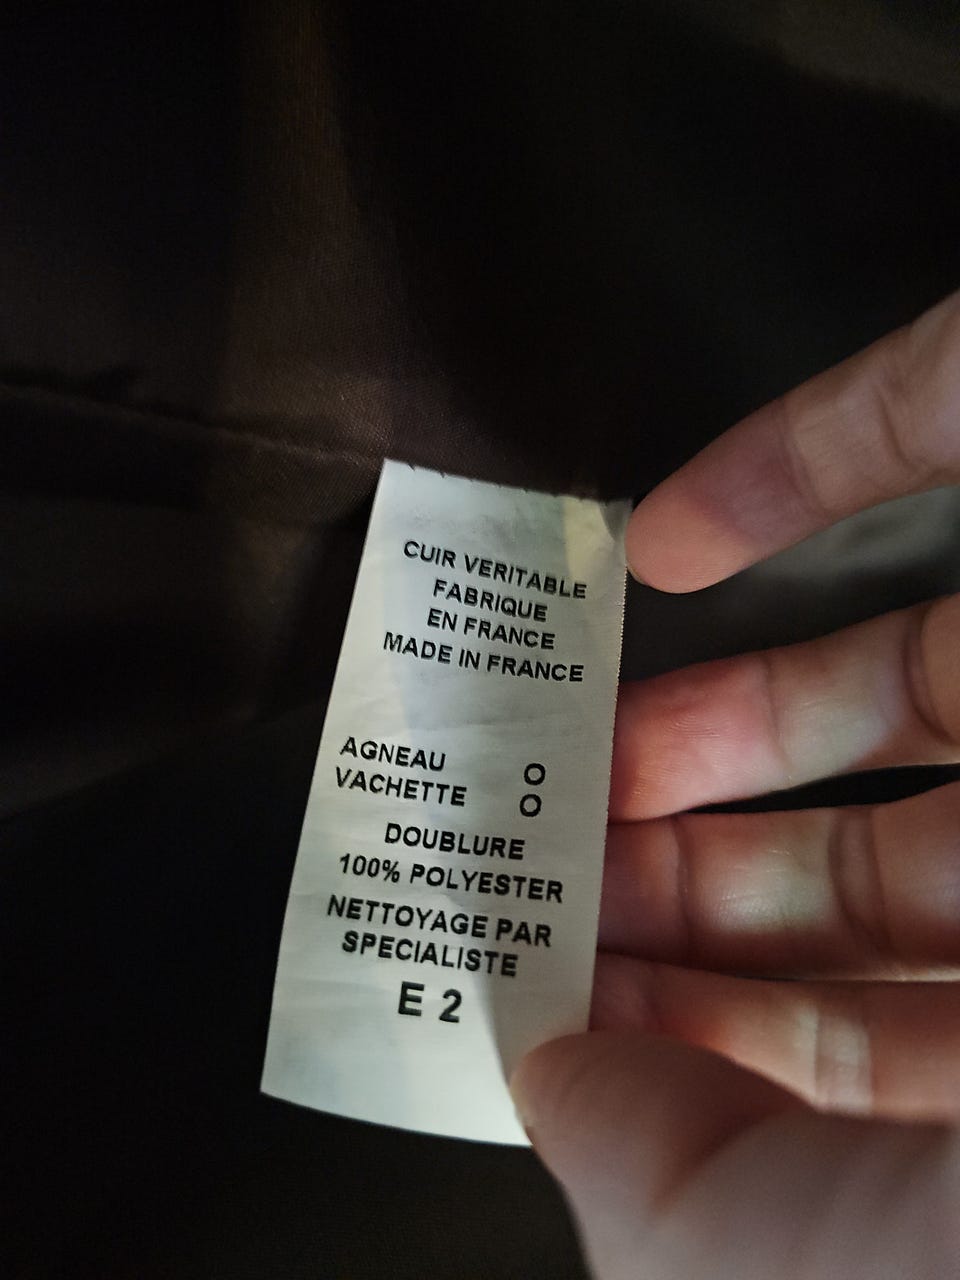 CUIR VERITABLE
FABRIQUE
EN FRANCE
MADE IN FRANCE
AGNEAU O
VACHETTE O
DOUBLURE
100% POLYESTER
NETTOYAGE PAR
SPECIALISTE
E 2